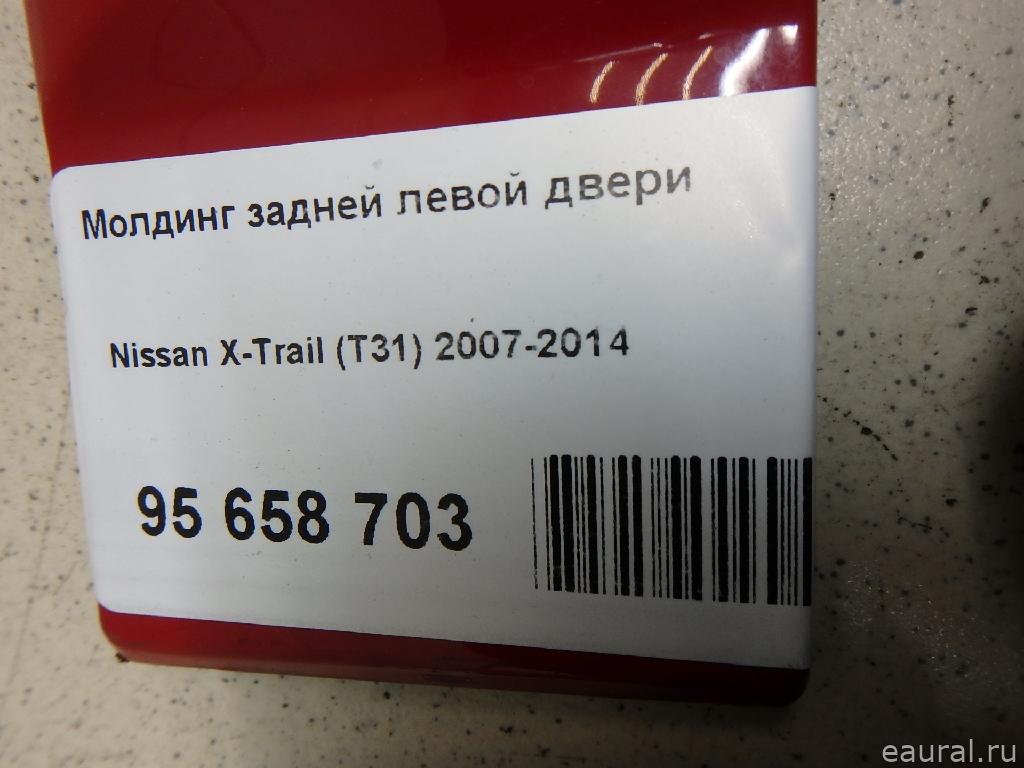 Молдинг задней левой двери
Nissan X-Trail (T31) 2007-2014
95 658 703
eaural.ru